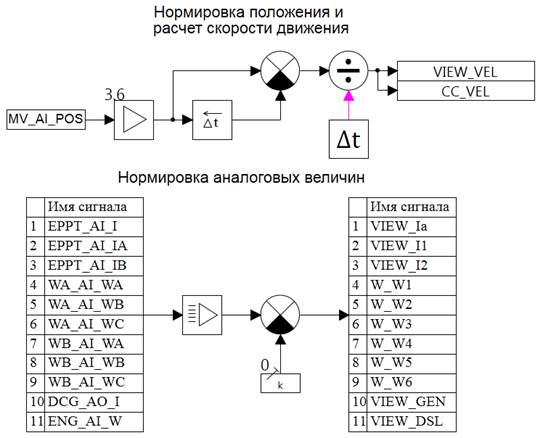 Нормировка положения и
расчет скорости движения
3,6
MV_AI_POS
Δt
Δt
VIEW_VEL
CC_VEL
Нормировка аналоговых величин
Имя сигнала
1 EPPT_AI_I
2 EPPT_AI_IA
3 EPPT_AI_IB
4 WA_AI_WA
5 WA_AI_WB
6 WA_AI_WC
7 WB_AI_WA
8 WB_AI_WB
9 WB_AI_WC
10 DCG_AO_I
11 ENG_AI_W
0
k
Имя сигнала
1 VIEW_Ia
2 VIEW_I1
3 VIEW_I2
4 W_W1
5 W_W2
6 W_W3
7 W_W4
8 W_W5
9 W_W6
10 VIEW_GEN
11 VIEW_DSL